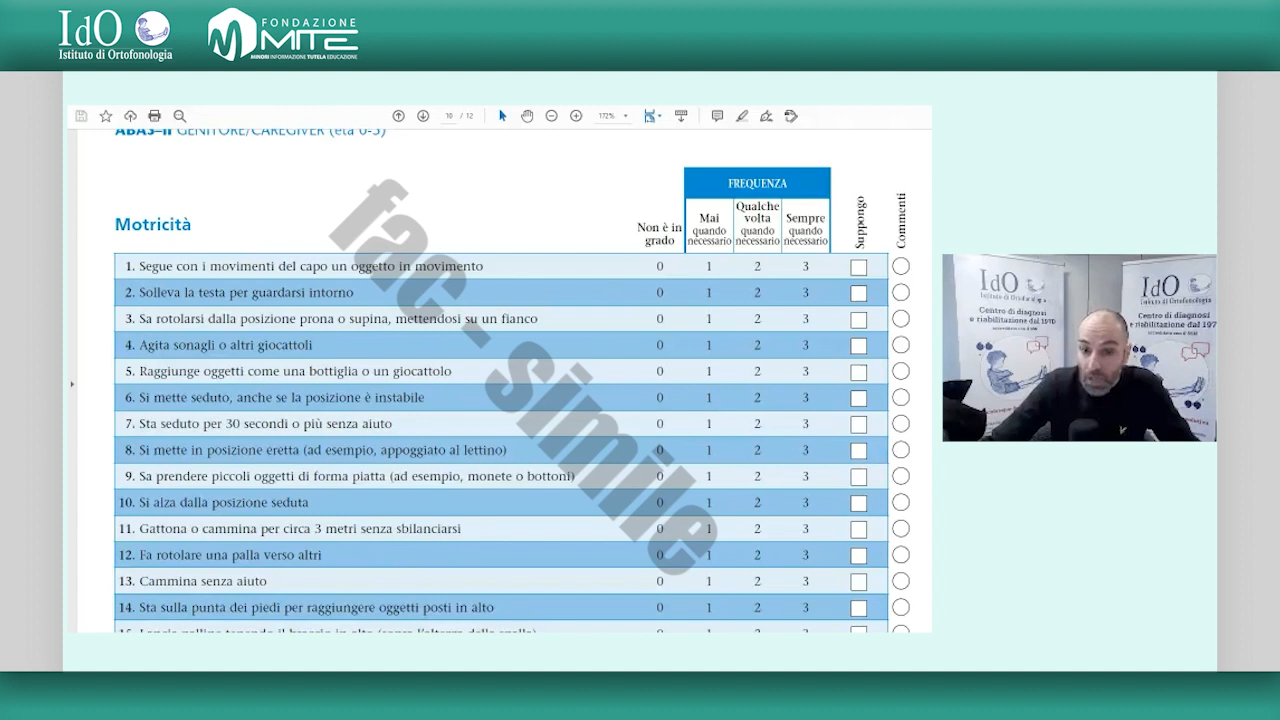 IdO
Istituto di Ortofonologia
FONDAZIONE
MITE
MINORI INFORMAZIONE TUTELA EDUCAZIONE
10 / 12
172%
ABAS–II GENITORE/CAREGIVER (età 0-5)
FREQUENZA
Motricità
Non è in grado
Mai quando necessario
Qualche volta quando necessario
Sempre quando necessario
Suppongo
Commenti
1. Segue con i movimenti del capo un oggetto in movimento 0 1 2 3
2. Solleva la testa per guardarsi intorno 0 1 2 3
3. Sa rotolarsi dalla posizione prona o supina, mettendosi su un fianco 0 1 2 3
4. Agita sonagli o altri giocattoli 0 1 2 3
5. Raggiunge oggetti come una bottiglia o un giocattolo 0 1 2 3
6. Si mette seduto, anche se la posizione è instabile 0 1 2 3
7. Sta seduto per 30 secondi o più senza aiuto 0 1 2 3
8. Si mette in posizione eretta (ad esempio, appoggiato al lettino) 0 1 2 3
9. Sa prendere piccoli oggetti di forma piatta (ad esempio, monete o bottoni) 0 1 2 3
10. Si alza dalla posizione seduta 0 1 2 3
11. Gattona o cammina per circa 3 metri senza sbilanciarsi 0 1 2 3
12. Fa rotolare una palla verso altri 0 1 2 3
13. Cammina senza aiuto 0 1 2 3
14. Sta sulla punta dei piedi per raggiungere oggetti posti in alto 0 1 2 3
fac - simile
IdO
Istituto di Ortofonologia
Centro di diagnosi
e riabilitazione dal 1970
IdO
Istituto di Ortofonologia
Centro di diagnosi
e riabilitazione dal 197